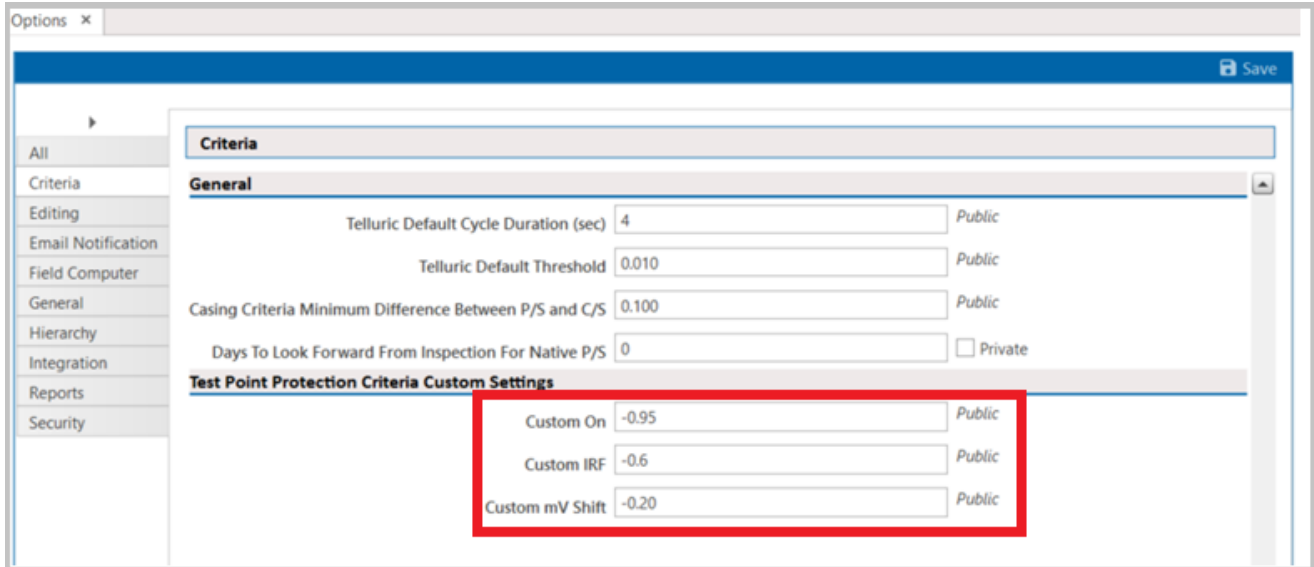 Options ×
Save
All
Criteria
Editing
Email Notification
Field Computer
General
Hierarchy
Integration
Reports
Security
Criteria
General
Telluric Default Cycle Duration (sec) 4 Public
Telluric Default Threshold 0.010 Public
Casing Criteria Minimum Difference Between P/S and C/S 0.100 Public
Days To Look Forward From Inspection For Native P/S 0 Private
Test Point Protection Criteria Custom Settings
Custom On -0.95 Public
Custom IRF -0.6 Public
Custom mV Shift -0.20 Public